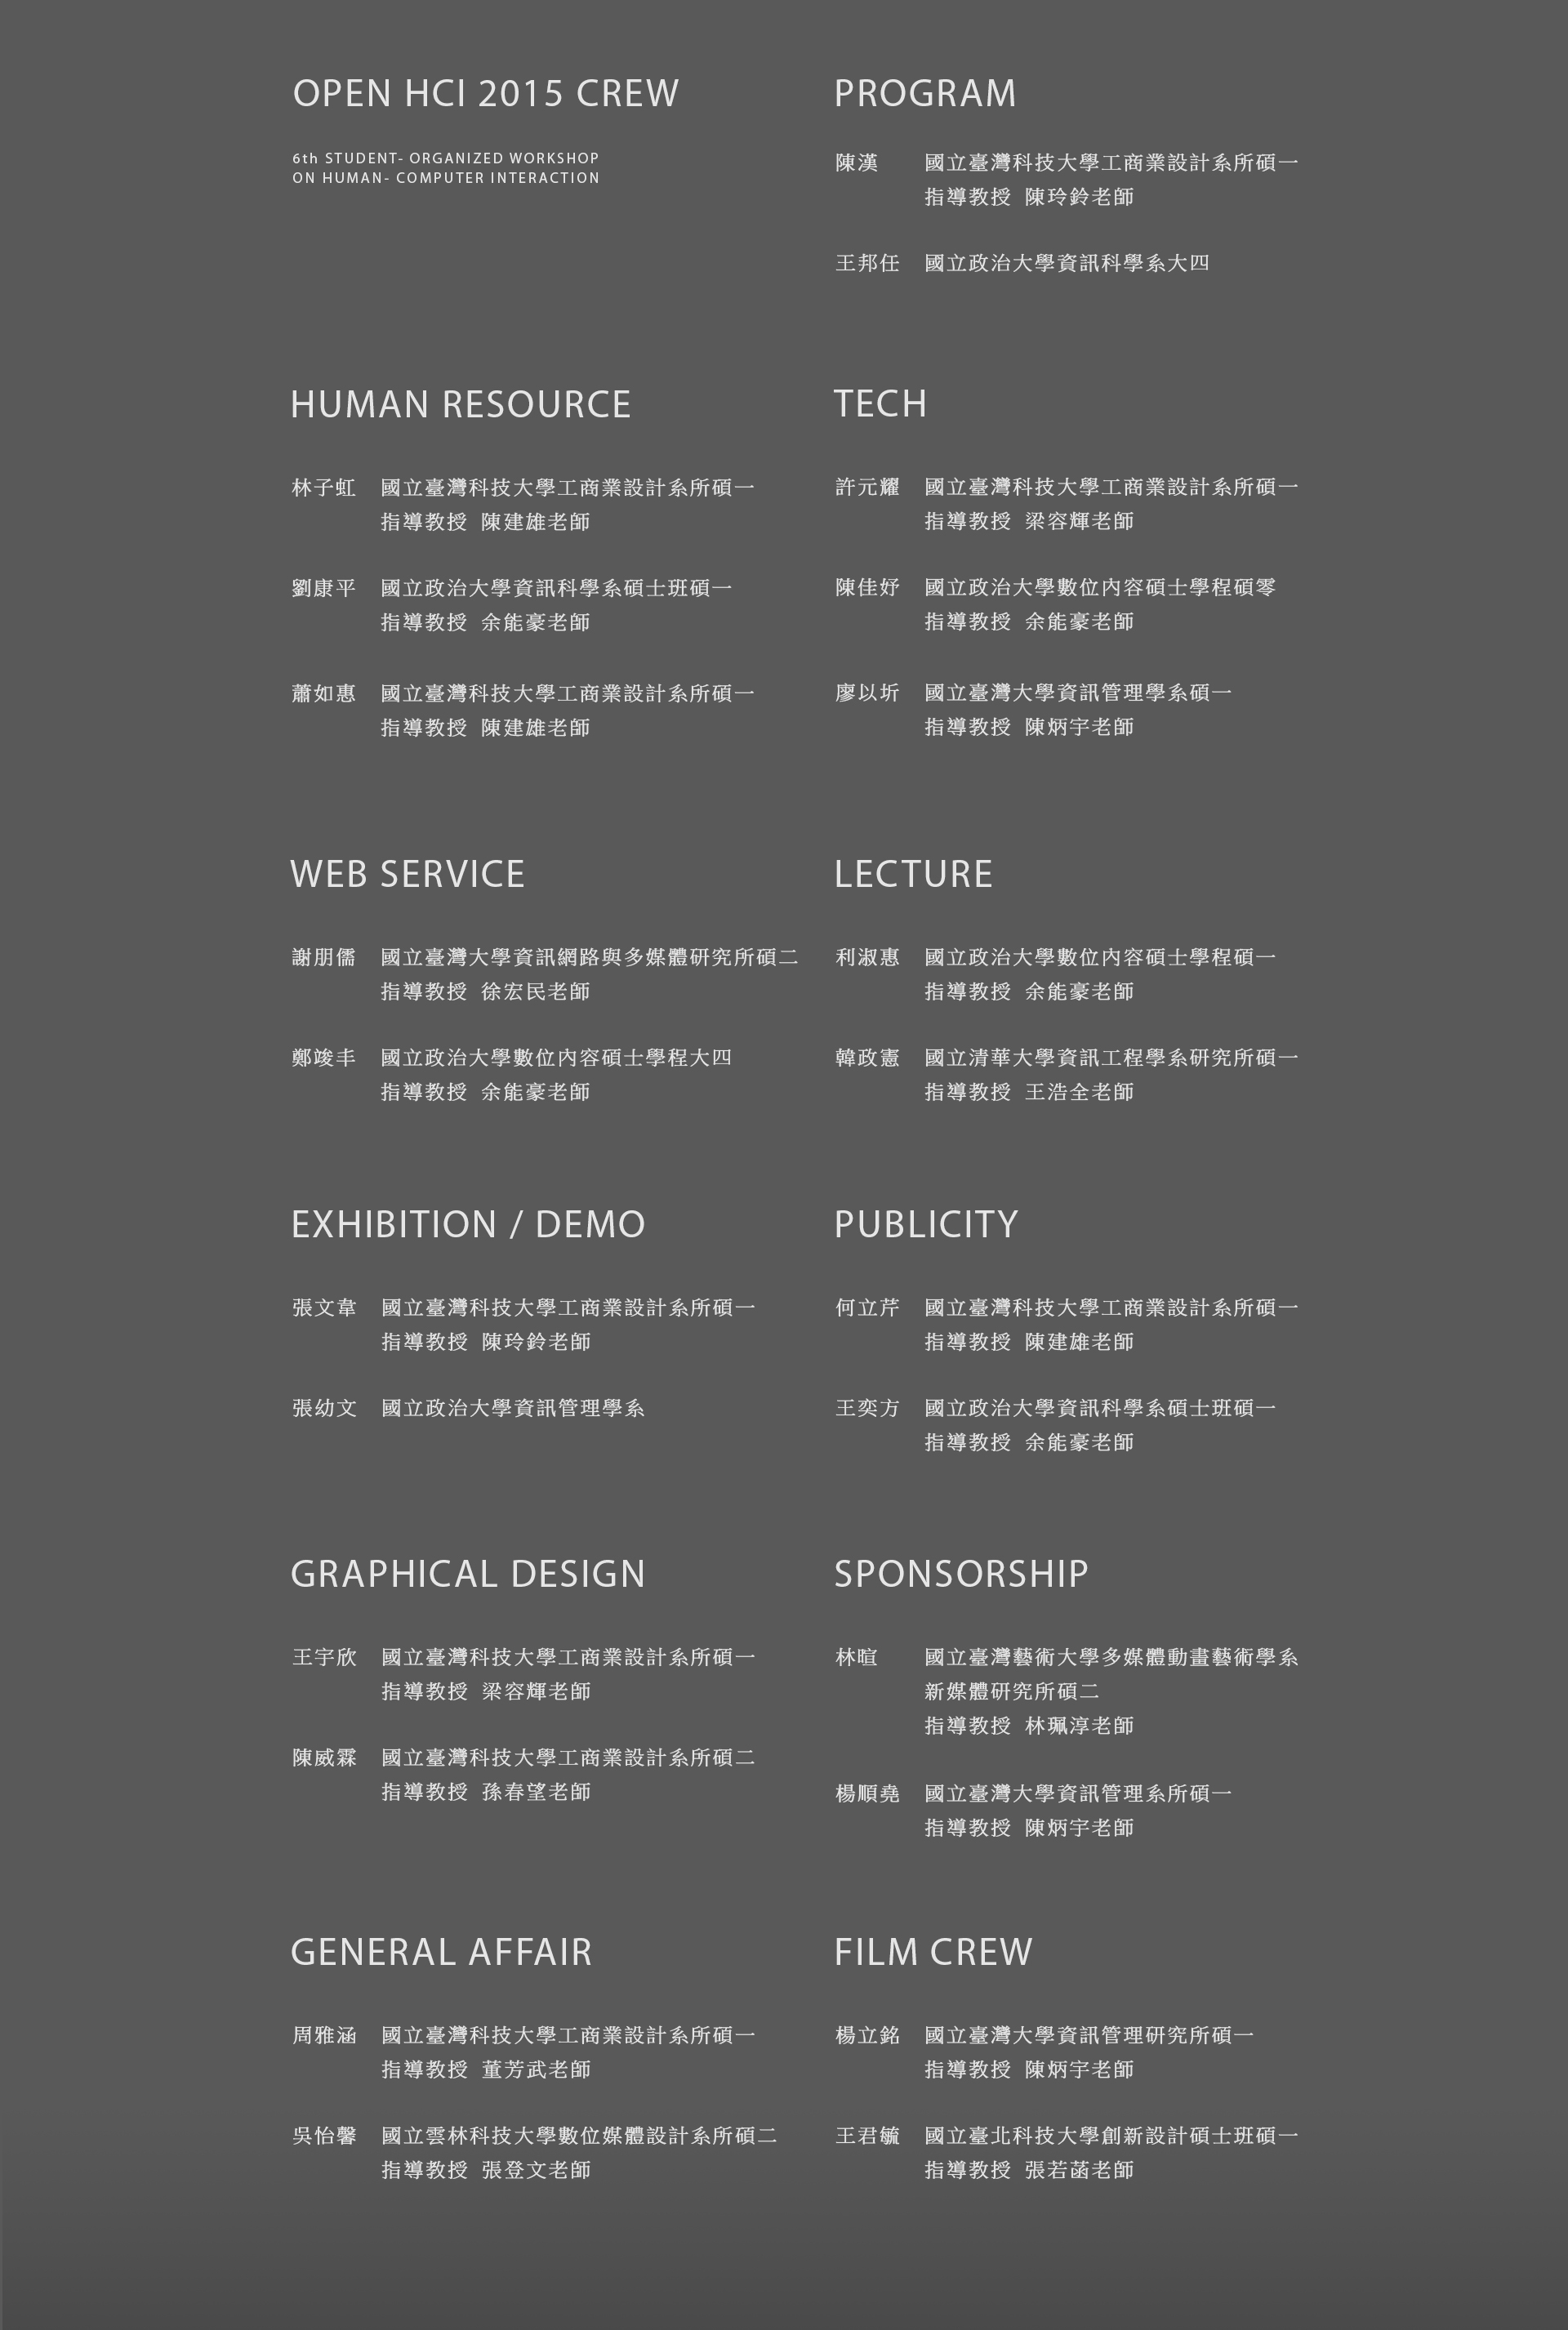 OPEN HCI 2015 CREW
6th STUDENT- ORGANIZED WORKSHOP
ON HUMAN- COMPUTER INTERACTION
PROGRAM
陳漢 國立臺灣科技大學工商業設計系所碩一
指導教授 陳玲鈴老師
王邦任 國立政治大學資訊科學系大四
HUMAN RESOURCE
林子虹 國立臺灣科技大學工商業設計系所碩一
指導教授 陳建雄老師
劉康平 國立政治大學資訊科學系碩士班碩一
指導教授 余能豪老師
蕭如惠 國立臺灣科技大學工商業設計系所碩一
指導教授 陳建雄老師
TECH
許元耀 國立臺灣科技大學工商業設計系所碩一
指導教授 梁容輝老師
陳佳妤 國立政治大學數位內容碩士學程碩零
指導教授 余能豪老師
廖以圻 國立臺灣大學資訊管理學系碩一
指導教授 陳炳宇老師
WEB SERVICE
謝朋儒 國立臺灣大學資訊網路與多媒體研究所碩二
指導教授 徐宏民老師
鄭竣丰 國立政治大學數位內容碩士學程大四
指導教授 余能豪老師
LECTURE
利淑惠 國立政治大學數位內容碩士學程碩一
指導教授 余能豪老師
韓政憲 國立清華大學資訊工程學系研究所碩一
指導教授 王浩全老師
EXHIBITION / DEMO
張文韋 國立臺灣科技大學工商業設計系所碩一
指導教授 陳玲鈴老師
張幼文 國立政治大學資訊管理學系
PUBLICITY
何立芹 國立臺灣科技大學工商業設計系所碩一
指導教授 陳建雄老師
王奕方 國立政治大學資訊科學系碩士班碩一
指導教授 余能豪老師
GRAPHICAL DESIGN
王宇欣 國立臺灣科技大學工商業設計系所碩一
指導教授 梁容輝老師
陳威霖 國立臺灣科技大學工商業設計系所碩二
指導教授 孫春望老師
SPONSORSHIP
林暄 國立臺灣藝術大學多媒體動畫藝術學系
新媒體研究所碩二
指導教授 林珮淳老師
楊順堯 國立臺灣大學資訊管理系所碩一
指導教授 陳炳宇老師
GENERAL AFFAIR
周雅涵 國立臺灣科技大學工商業設計系所碩一
指導教授 董芳武老師
吳怡馨 國立雲林科技大學數位媒體設計系所碩二
指導教授 張登文老師
FILM CREW
楊立銘 國立臺灣大學資訊管理研究所碩一
指導教授 陳炳宇老師
王君毓 國立臺北科技大學創新設計碩士班碩一
指導教授 張若菡老師